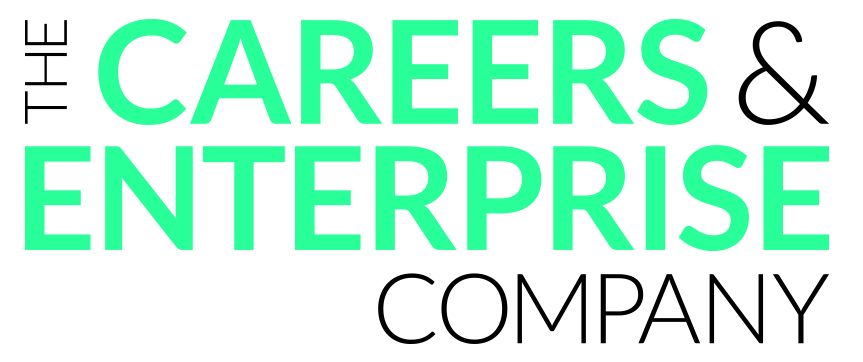 THE CAREERS &
ENTERPRISE
COMPANY